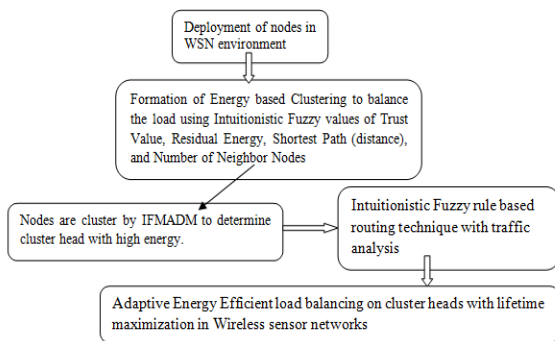 Deployment of nodes in
WSN environment
Formation of Energy based Clustering to balance
the load using Intuitionistic Fuzzy values of Trust
Value, Residual Energy, Shortest Path (distance),
and Number of Neighbor Nodes
Nodes are cluster by IFMADM to determine
cluster head with high energy.
Intuitionistic Fuzzy rule based
routing technique with traffic
analysis
Adaptive Energy Efficient load balancing on cluster heads with lifetime
maximization in Wireless sensor networks